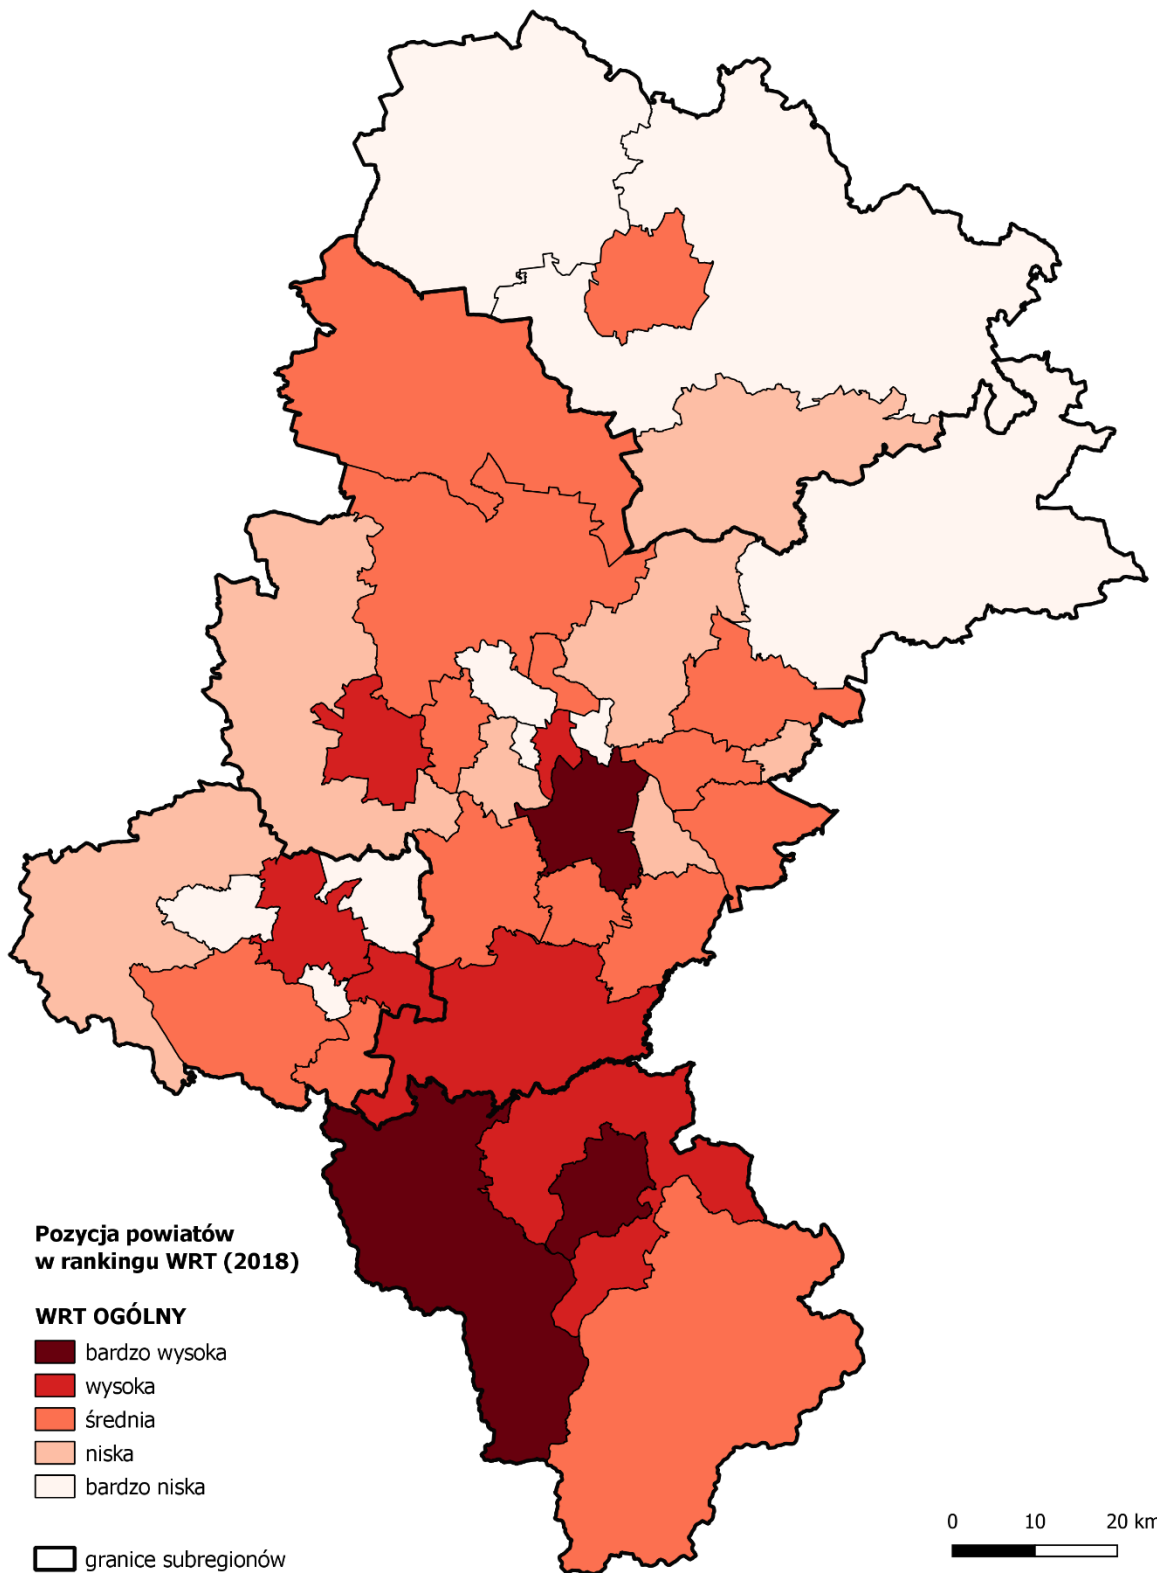 Pozycja powiatów
w rankingu WRT (2018)
WRT OGÓLNY
bardzo wysoka
wysoka
średnia
niska
bardzo niska
granice subregionów
0 10 20 km